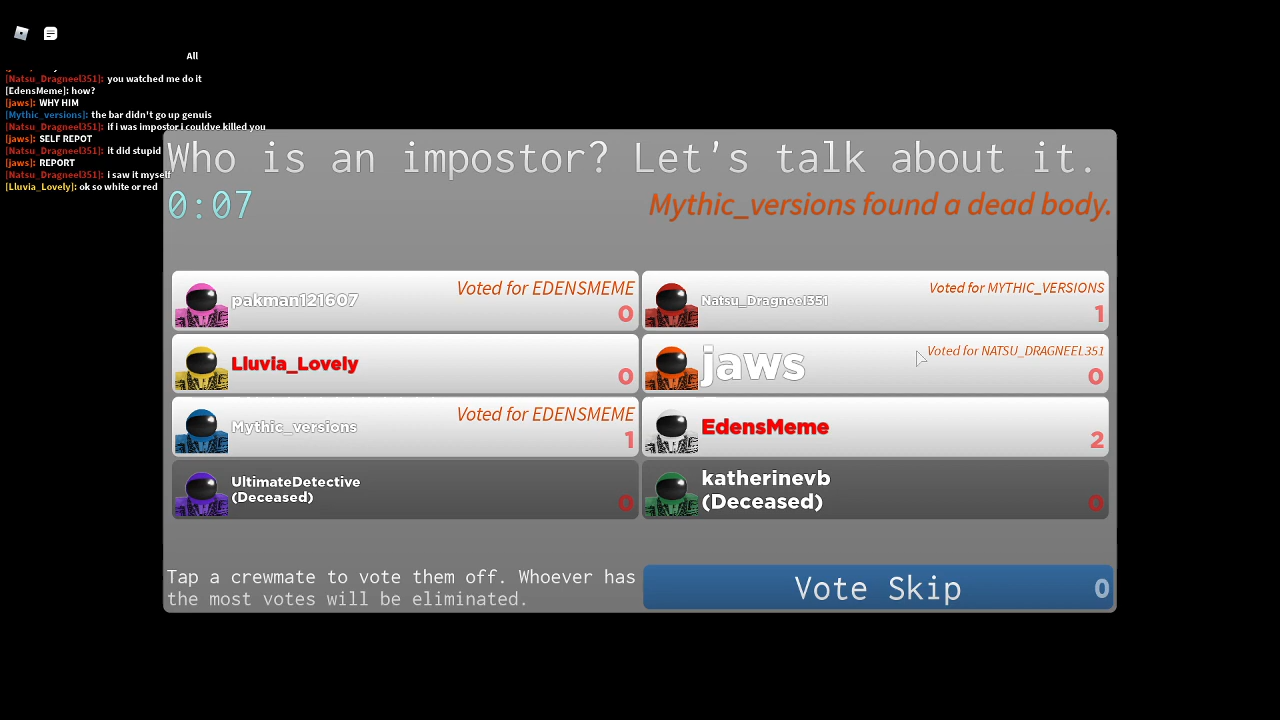 All
[Natsu_Dragneel351]: you watched me do it
[EdensMeme]: how?
[jaws]: WHY HIM
[Mythic_versions]: the bar didn't go up genuis
[Natsu_Dragneel351]: if i was impostor i couldve killed you
[jaws]: SELF REPOT
[Natsu_Dragneel351]: it did stupid
[jaws]: REPORT
[Natsu_Dragneel351]: i saw it myself
[Lluvia_Lovely]: ok so white or red
Who is an impostor? Let's talk about it.
0:07
Mythic_versions found a dead body.
pakman121607
Voted for EDENSMEME
0
Natsu_Dragneel351
Voted for MYTHIC_VERSIONS
1
Lluvia_Lovely
0
jaws
Voted for NATSU_DRAGNEEL351
0
Mythic_versions
Voted for EDENSMEME
1
EdensMeme
2
UltimateDetective
(Deceased)
0
katherinevb
(Deceased)
0
Tap a crewmate to vote them off. Whoever has
the most votes will be eliminated.
Vote Skip
0